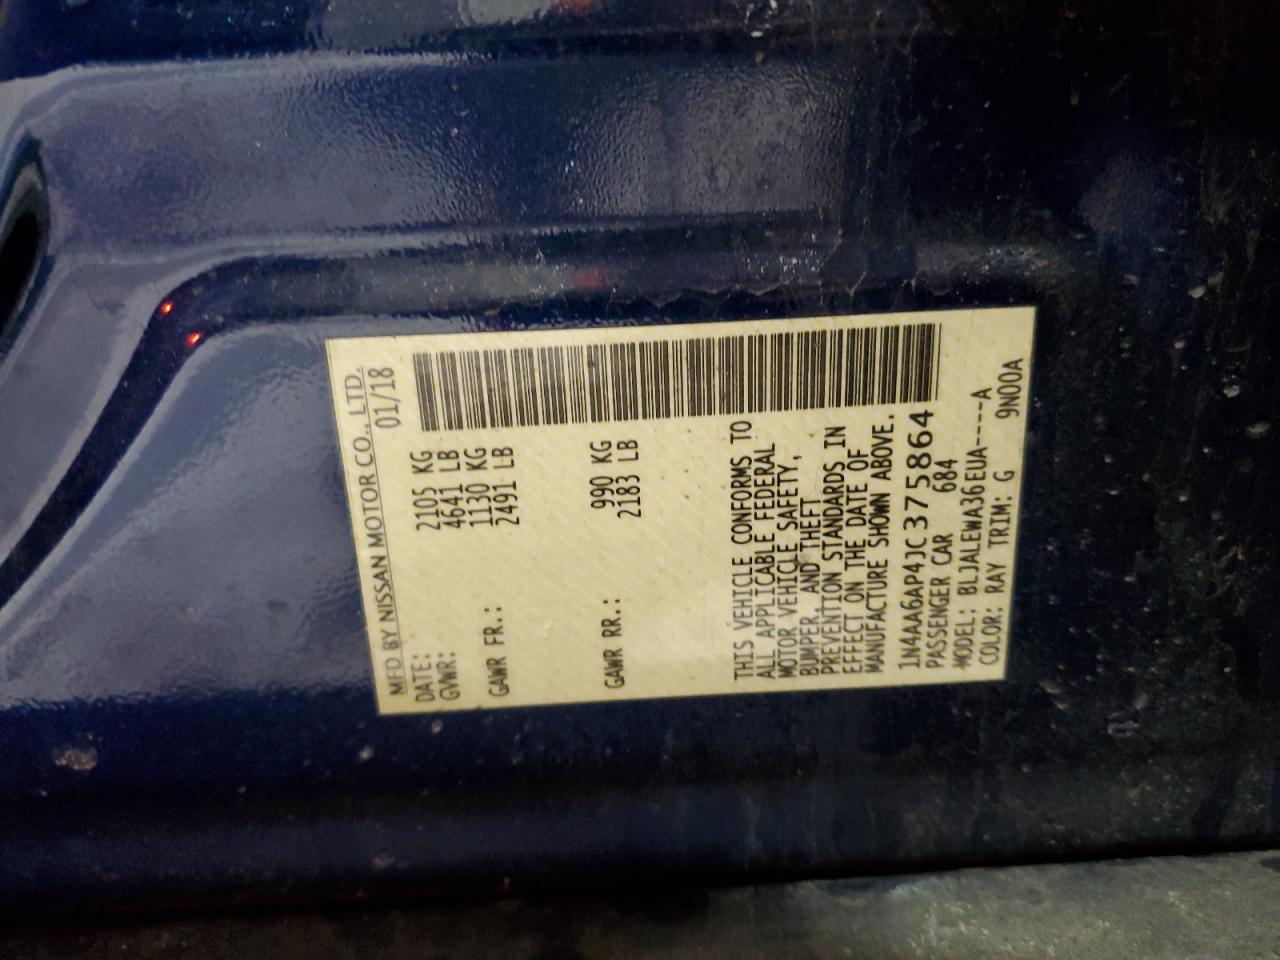 MFD BY NISSAN MOTOR CO., LTD.
DATE: 01/18
GVWR: 2105 KG
4641 LB
GAWR FR.: 1130 KG
2491 LB
GAWR RR.: 990 KG
2183 LB
THIS VEHICLE CONFORMS TO
ALL APPLICABLE FEDERAL
MOTOR VEHICLE SAFETY,
BUMPER, AND THEFT
PREVENTION STANDARDS IN
EFFECT ON THE DATE OF
MANUFACTURE SHOWN ABOVE.
1N4AA6AP4JC375864
PASSENGER CAR 684
MODEL: BLJALEWA36EUA----A
COLOR: RAY TRIM: G 9N00A